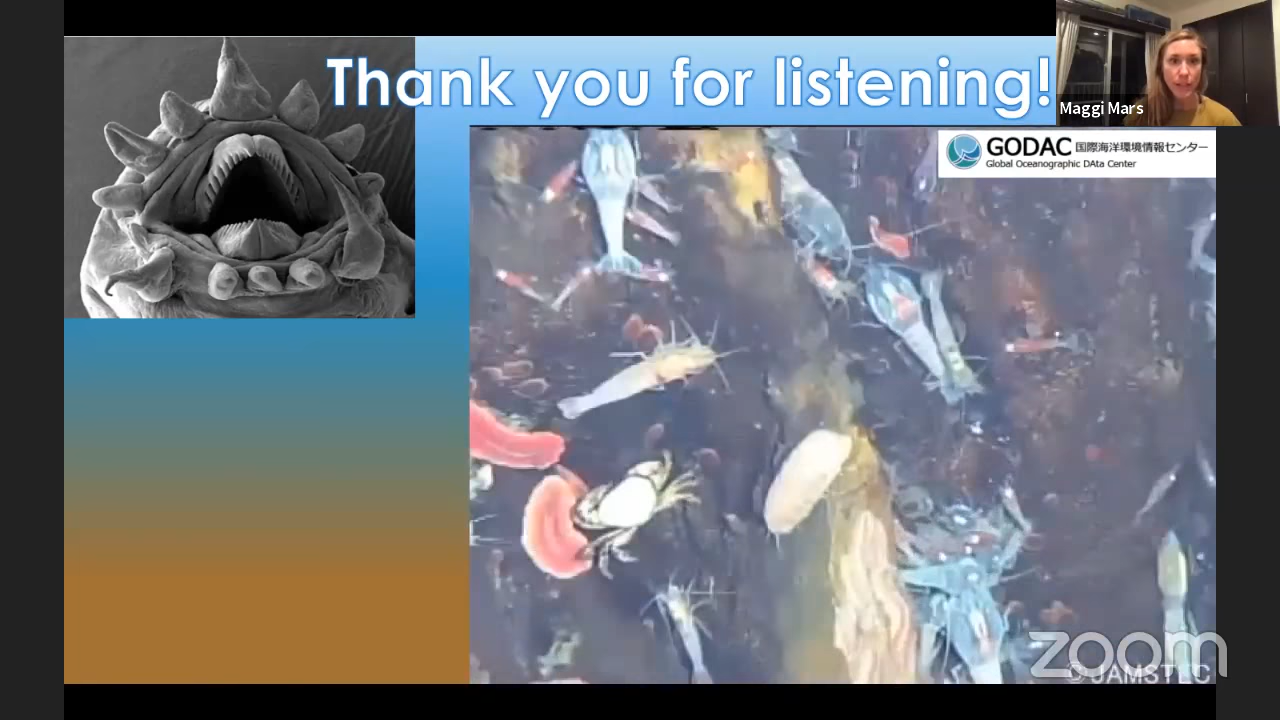 Thank you for listening!
Maggi Mars
GODAC 国際海洋環境情報センター
Global Oceanographic DAta Center
zoom
© JAMSTEC